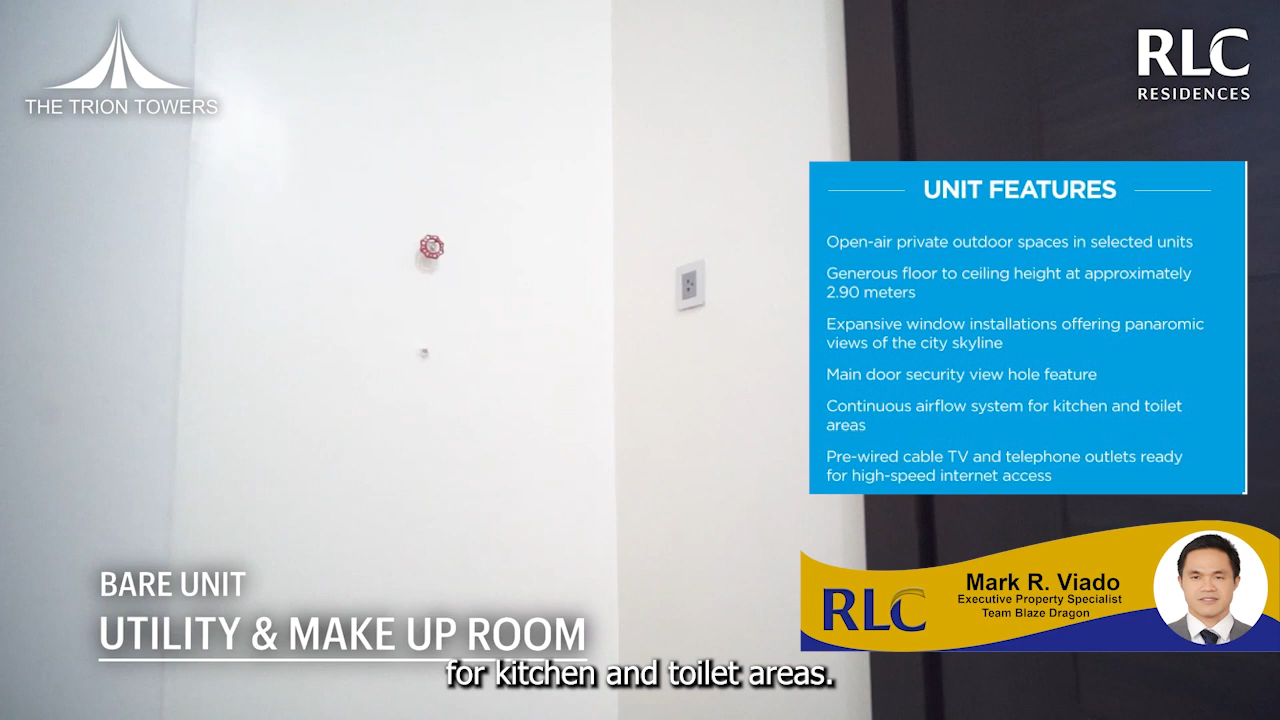 THE TRION TOWERS
RLC
RESIDENCES
UNIT FEATURES
Open-air private outdoor spaces in selected units
Generous floor to ceiling height at approximately
2.90 meters
Expansive window installations offering panaromic
views of the city skyline
Main door security view hole feature
Continuous airflow system for kitchen and toilet
areas
Pre-wired cable TV and telephone outlets ready
for high-speed internet access
BARE UNIT
UTILITY & MAKE UP ROOM
RLC
Mark R. Viado
Executive Property Specialist
Team Blaze Dragon
for kitchen and toilet areas.